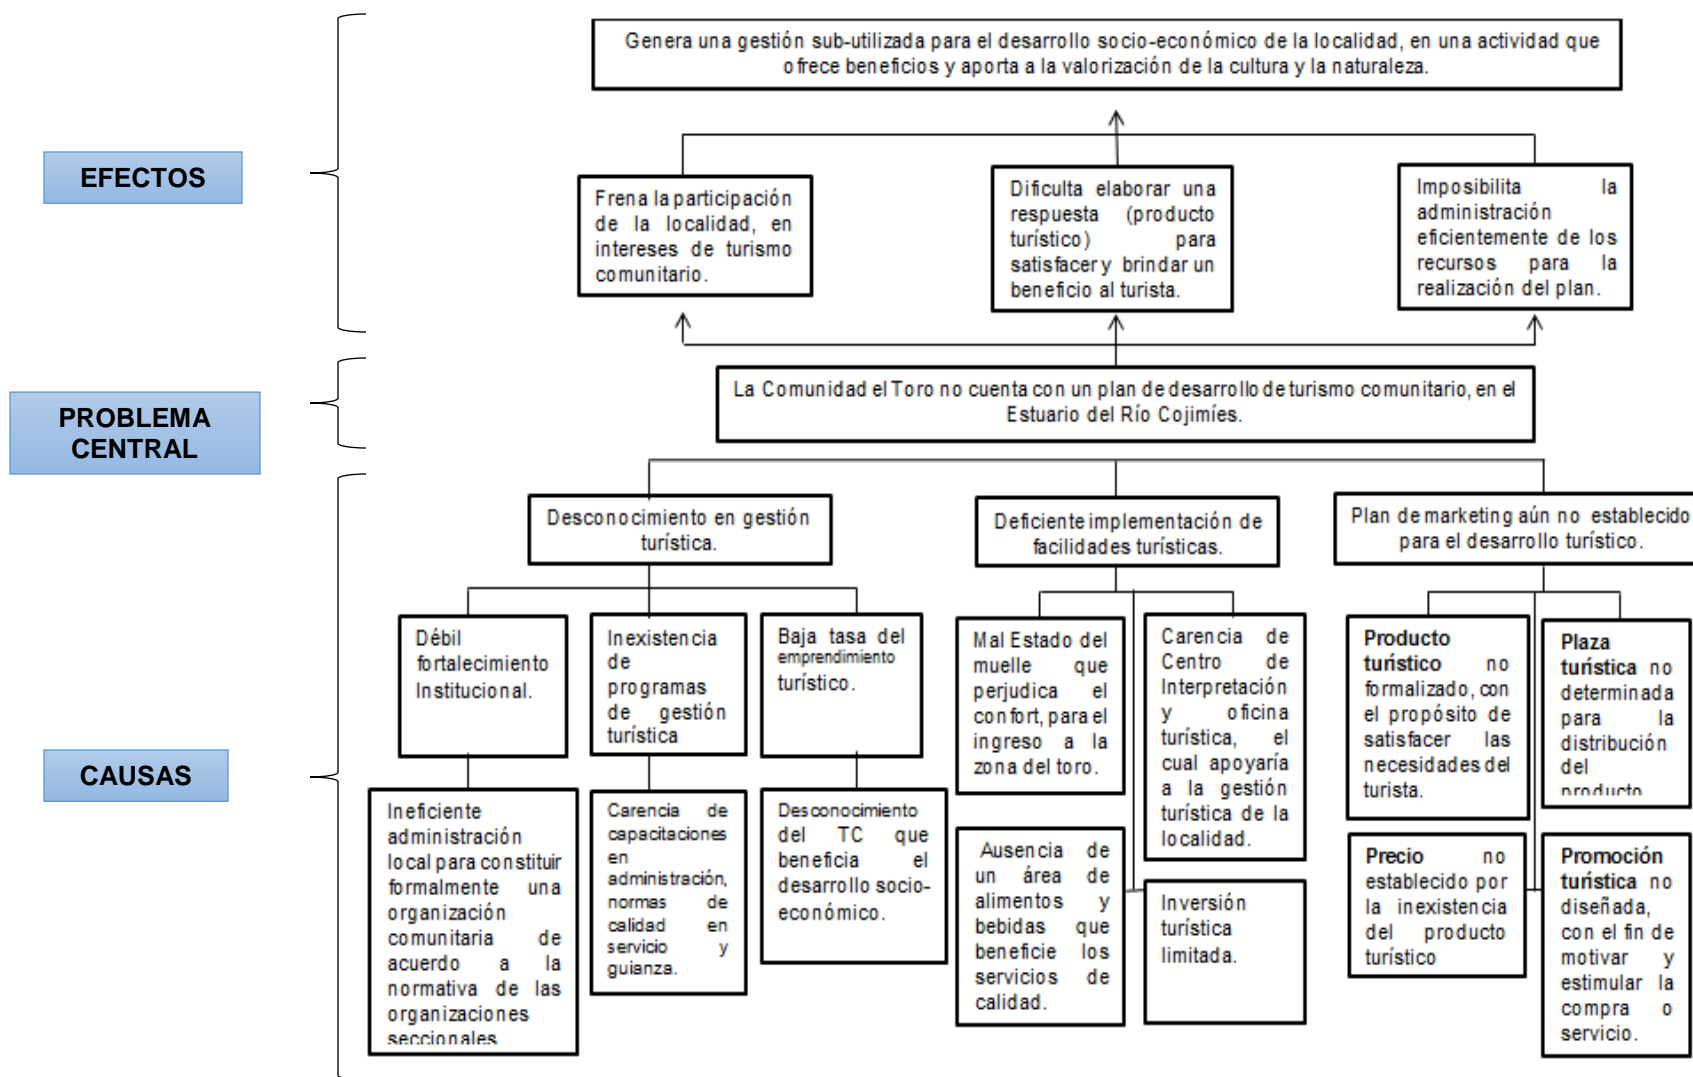 Genera una gestión sub-utilizada para el desarrollo socio-económico de la localidad, en una actividad que
ofrece beneficios y aporta a la valorización de la cultura y la naturaleza.
EFECTOS
Frena la participación
de la localidad, en
intereses de turismo
comunitario.
Dificulta elaborar una
respuesta (producto
turístico) para
satisfacer y brindar un
beneficio al turista.
Imposibilita la
administración
eficientemente de los
recursos para la
realización del plan.
PROBLEMA
CENTRAL
La Comunidad el Toro no cuenta con un plan de desarrollo de turismo comunitario, en el
Estuario del Río Cojimíes.
Desconocimiento en gestión
turística.
Deficiente implementación de
facilidades turísticas.
Plan de marketing aún no establecido
para el desarrollo turístico.
CAUSAS
Débil
fortalecimiento
Institucional.
Inexistencia
de
programas
de gestión
turística
Baja tasa del
emprendimiento
turístico.
Mal Estado del
muelle que
perjudica el
confort, para el
ingreso a la
zona del toro.
Carencia de
Centro de
Interpretación
y oficina
turística, el
cual apoyaría
a la gestión
turística de la
localidad.
Producto
turístico no
formalizado, con
el propósito de
satisfacer las
necesidades del
turista.
Plaza
turística no
determinada
para la
distribución
del
producto
Ineficiente
administración
local para constituir
formalmente una
organización
comunitaria de
acuerdo a la
normativa de las
organizaciones
seccionales
Carencia de
capacitaciones
en
administración,
normas de
calidad en
servicio y
guianza.
Desconocimiento
del TC que
beneficia el
desarrollo socio-
económico.
Ausencia de
un área de
alimentos y
bebidas que
beneficie los
servicios de
calidad.
Inversión
turística
limitada.
Precio no
establecido por
la inexistencia
del producto
turístico
Promoción
turística no
diseñada,
con el fin de
motivar y
estimular la
compra o
servicio.